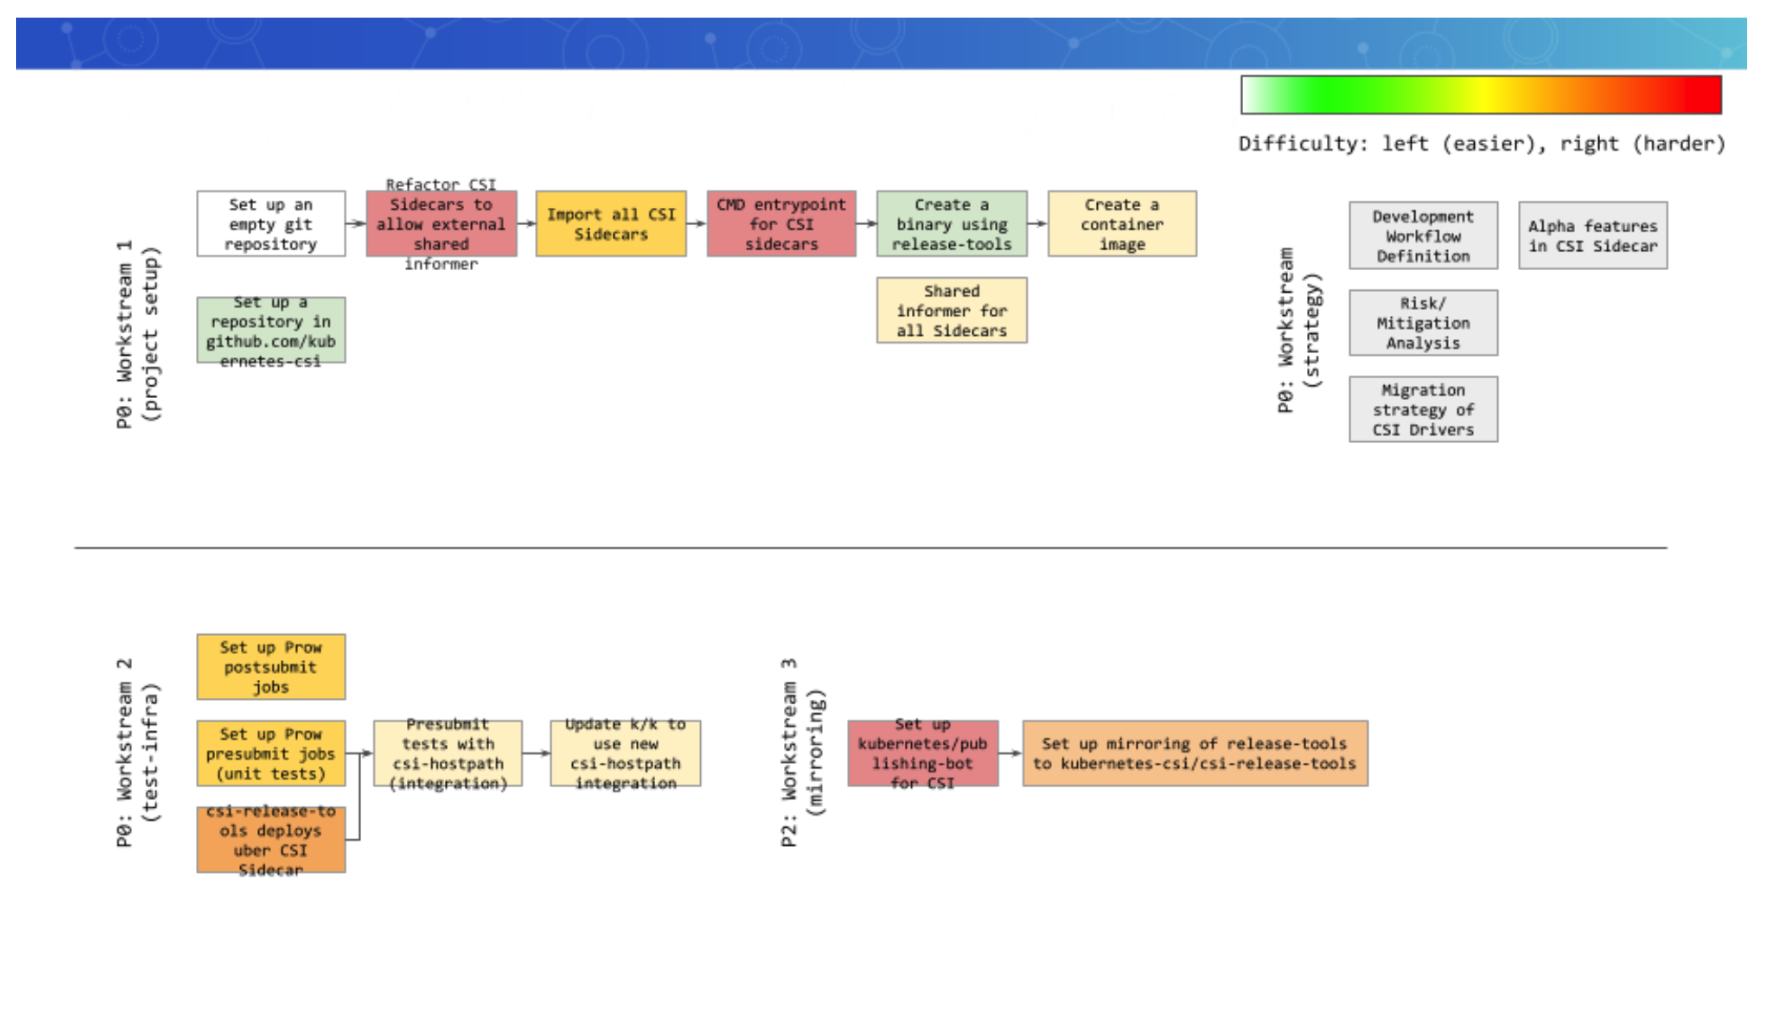 Difficulty: left (easier), right (harder)
P0: Workstream 1
(project setup)
Set up an
empty git
repository
Refactor CSI
Sidecars to
allow external
shared
informer
Import all CSI
Sidecars
CMD entrypoint
for CSI
sidecars
Create a
binary using
release-tools
Create a
container
image
Set up a
repository in
github.com/kub
ernetes-csi
Shared
informer for
all Sidecars
P0: Workstream
(strategy)
Development
Workflow
Definition
Alpha features
in CSI Sidecar
Risk/
Mitigation
Analysis
Migration
strategy of
CSI Drivers
P0: Workstream 2
(test-infra)
Set up Prow
postsubmit
jobs
Set up Prow
presubmit jobs
(unit tests)
csi-release-to
ols deploys
uber CSI
Sidecar
Presubmit
tests with
csi-hostpath
(integration)
Update k/k to
use new
csi-hostpath
integration
P2: Workstream 3
(mirroring)
Set up
kubernetes/pub
lishing-bot
for CSI
Set up mirroring of release-tools
to kubernetes-csi/csi-release-tools